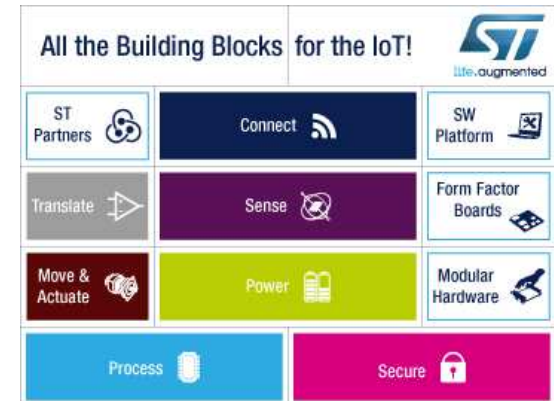 All the Building Blocks for the IoT!
ST
life.augmented
ST
Partners
Connect
SW
Platform
Translate
Sense
Form Factor
Boards
Move &
Actuate
Power
Modular
Hardware
Process
Secure